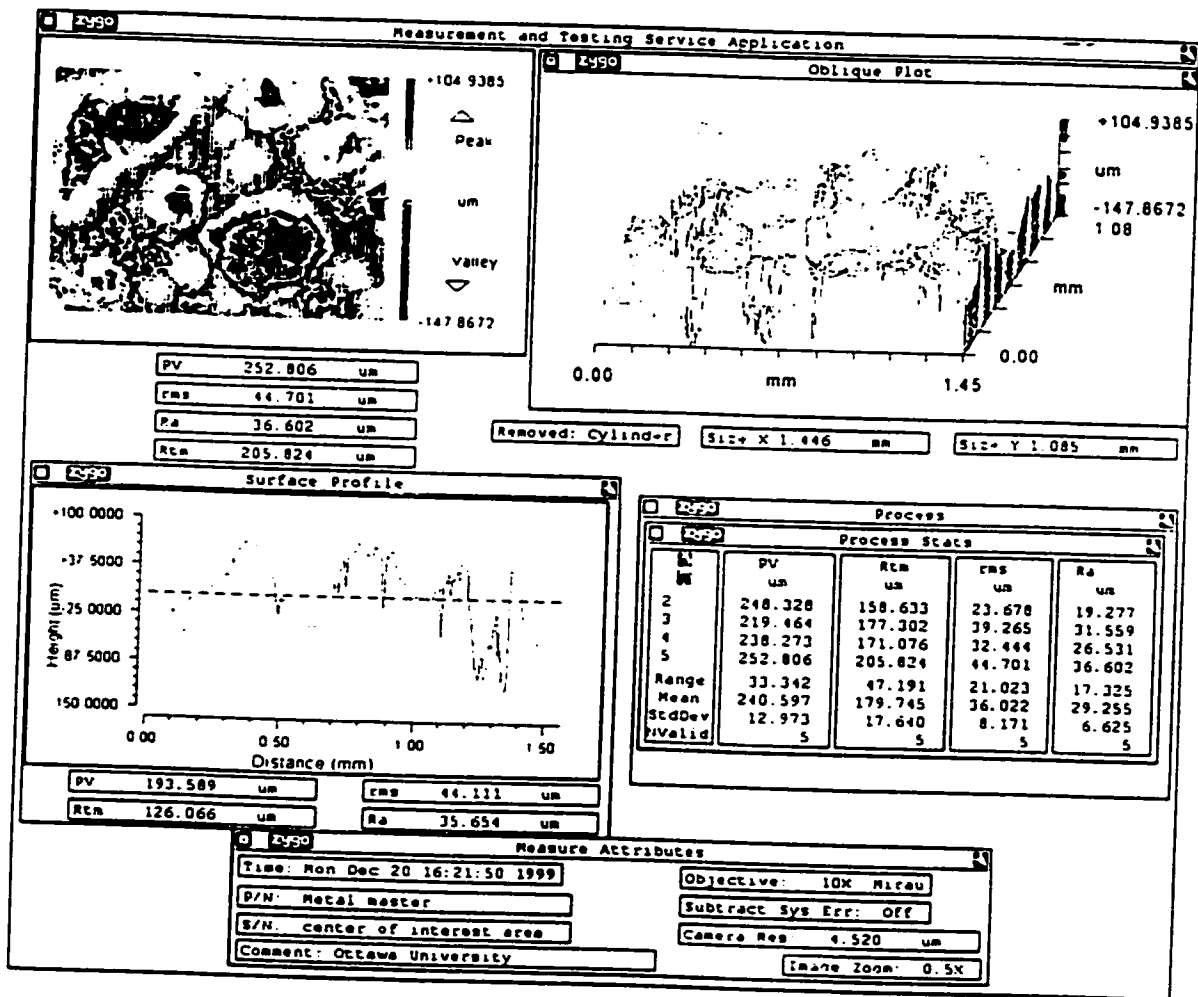 zygo
Measurement and Testing Service Application
+104.9385
Peak
um
Valley
-147.8672
zygo
Oblique Plot
+104.9385
um
-147.8672
1.08
mm
0.00
0.00
mm
1.45
PV 252.806 um
rms 44.701 um
Ra 36.602 um
Rtm 205.824 um
Removed: Cylinder
Size X 1.446 mm
Size Y 1.085 mm
zygo
Surface Profile
+100.0000
+37.5000
-25.0000
87.5000
150.0000
Height (um)
0.00 0.50 1.00 1.50
Distance (mm)
PV 193.589 um
rms 44.111 um
Rtm 126.066 um
Ra 35.654 um
zygo
Process
zygo
Process Stats
PV Rtm rms Ra
um um um um
2 248.328 158.633 23.678 19.277
3 219.464 177.302 39.265 31.559
4 238.273 171.076 32.444 26.531
5 252.806 205.824 44.701 36.602
Range 33.342 47.191 21.023 17.325
Mean 240.597 179.745 36.022 29.255
StdDev 12.973 17.640 8.171 6.625
NValid 5 5 5 5
zygo
Measure Attributes
Time: Mon Dec 20 16:21:50 1999
P/N: Metal master
S/N: center of interest area
Comment: Ottawa University
Objective: 10X Mirau
Subtract Sys Err: Off
Camera Res 4.520 um
Image Zoom: 0.5X